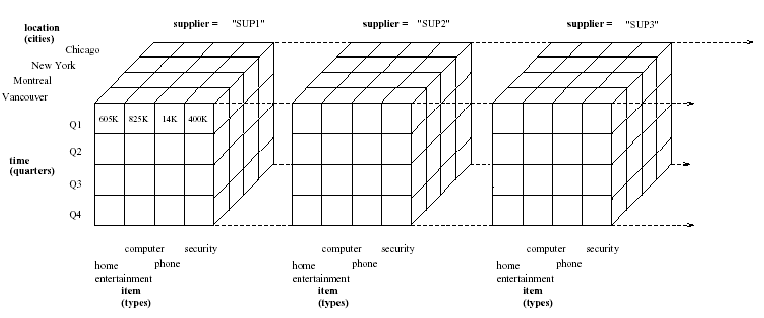 location supplier = "SUP1" supplier = "SUP2" supplier = "SUP3"
(cities)
Chicago
New York
Montreal
Vancouver
Q1 605K 825K 14K 400K
Q2
time
(quarters)
Q3
Q4
computer security computer security computer security
home phone home phone home phone
entertainment entertainment entertainment
item item item
(types) (types) (types)